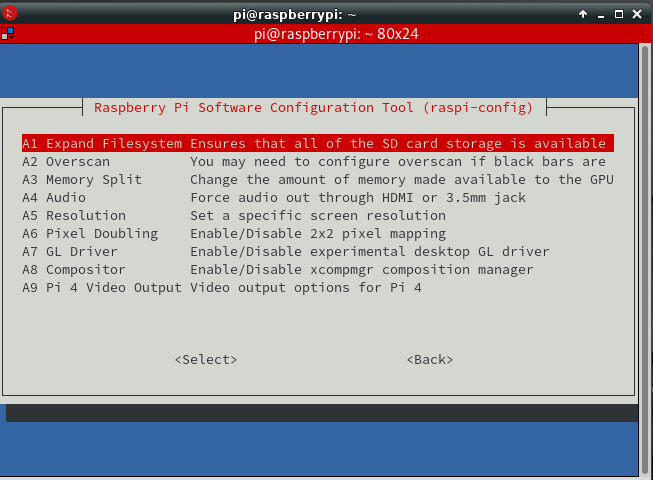 pi@raspberrypi: ~
pi@raspberrypi: ~ 80x24
Raspberry Pi Software Configuration Tool (raspi-config)
A1 Expand Filesystem Ensures that all of the SD card storage is available
A2 Overscan You may need to configure overscan if black bars are
A3 Memory Split Change the amount of memory made available to the GPU
A4 Audio Force audio out through HDMI or 3.5mm jack
A5 Resolution Set a specific screen resolution
A6 Pixel Doubling Enable/Disable 2x2 pixel mapping
A7 GL Driver Enable/Disable experimental desktop GL driver
A8 Compositor Enable/Disable xcompmgr composition manager
A9 Pi 4 Video Output Video output options for Pi 4
<Select> <Back>